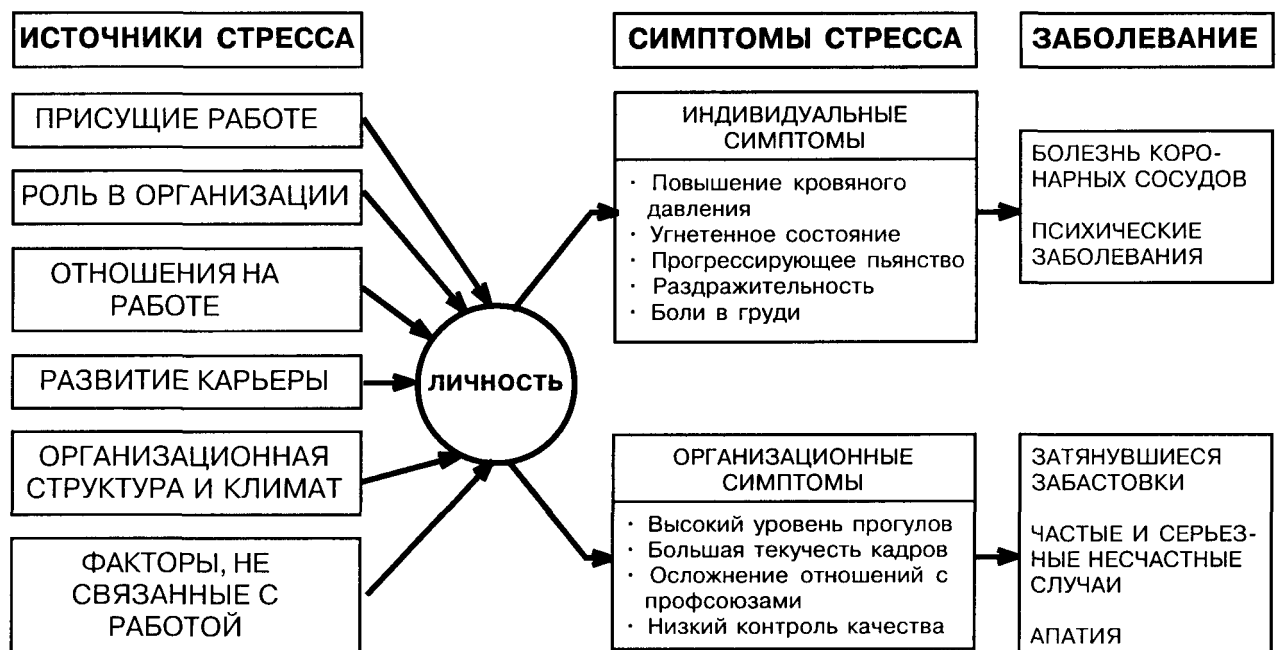 ИСТОЧНИКИ СТРЕССА
ПРИСУЩИЕ РАБОТЕ
РОЛЬ В ОРГАНИЗАЦИИ
ОТНОШЕНИЯ НА
РАБОТЕ
РАЗВИТИЕ КАРЬЕРЫ
ОРГАНИЗАЦИОННАЯ
СТРУКТУРА И КЛИМАТ
ФАКТОРЫ, НЕ
СВЯЗАННЫЕ С
РАБОТОЙ
ЛИЧНОСТЬ
СИМПТОМЫ СТРЕССА
ИНДИВИДУАЛЬНЫЕ
СИМПТОМЫ
· Повышение кровяного
давления
· Угнетенное состояние
· Прогрессирующее пьянство
· Раздражительность
· Боли в груди
ОРГАНИЗАЦИОННЫЕ
СИМПТОМЫ
· Высокий уровень прогулов
· Большая текучесть кадров
· Осложнение отношений с
профсоюзами
· Низкий контроль качества
ЗАБОЛЕВАНИЕ
БОЛЕЗНЬ КОРО-
НАРНЫХ СОСУДОВ
ПСИХИЧЕСКИЕ
ЗАБОЛЕВАНИЯ
ЗАТЯНУВШИЕСЯ
ЗАБАСТОВКИ
ЧАСТЫЕ И СЕРЬЕЗ-
НЫЕ НЕСЧАСТНЫЕ
СЛУЧАИ
АПАТИЯ